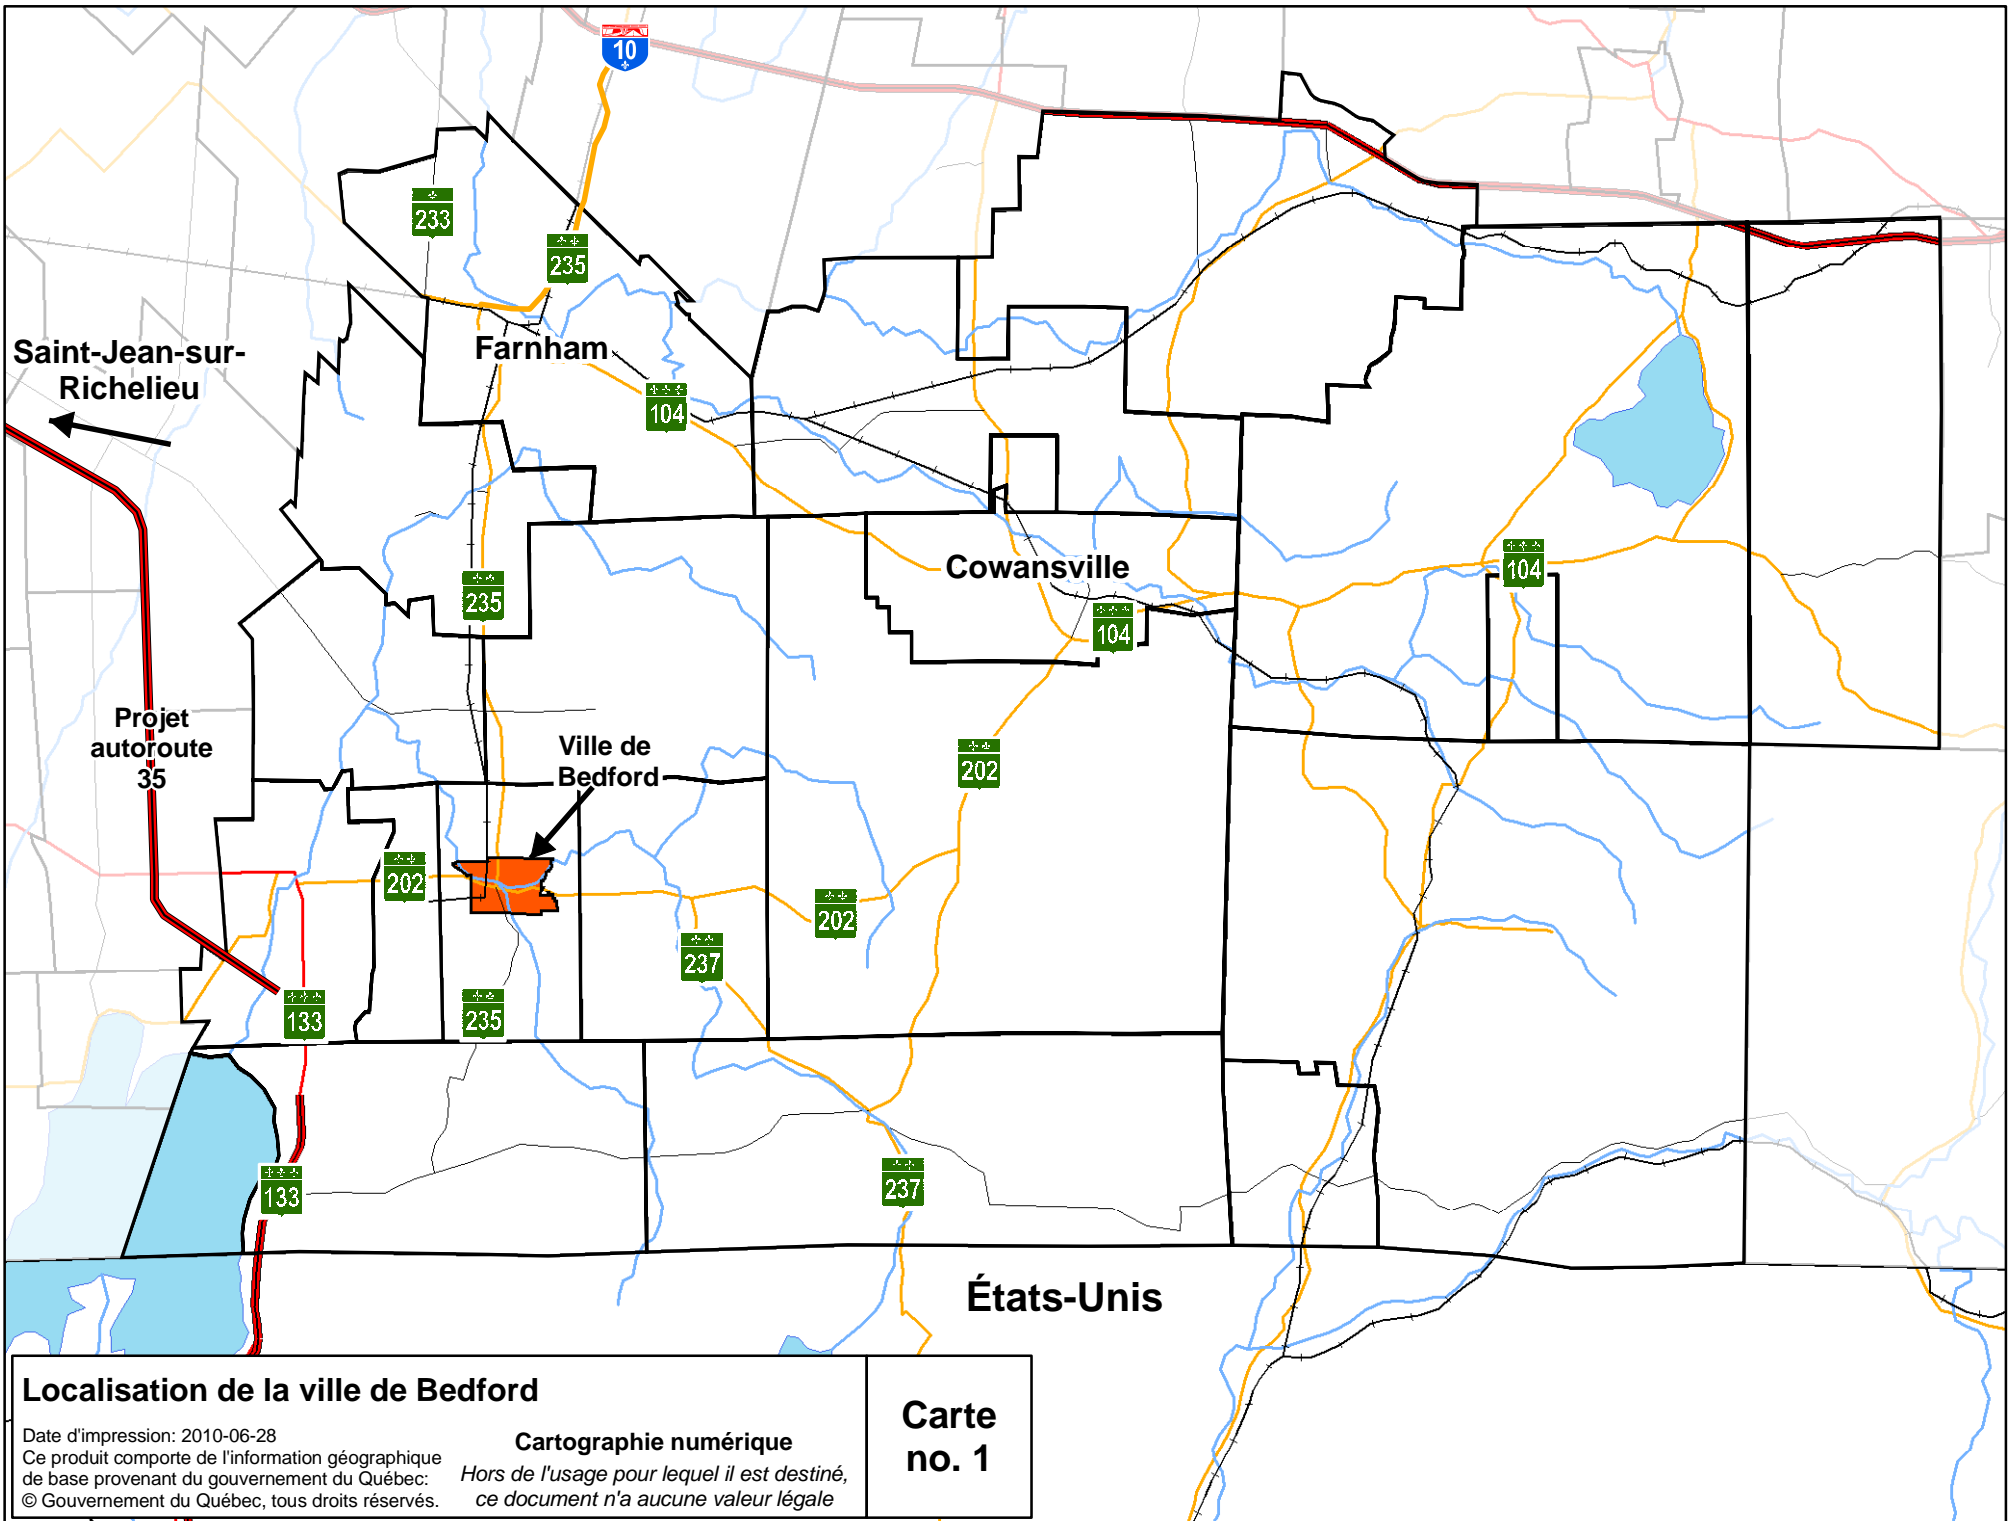 10
233
235
Saint-Jean-sur-
Richelieu
Farnham
104
235
Cowansville
104
104
Projet
autoroute
35
Ville de
Bedford
202
202
202
237
133
235
133
237
États-Unis
Localisation de la ville de Bedford
Date d'impression: 2010-06-28
Ce produit comporte de l'information géographique
de base provenant du gouvernement du Québec:
© Gouvernement du Québec, tous droits réservés.
Cartographie numérique
Hors de l'usage pour lequel il est destiné,
ce document n'a aucune valeur légale
Carte
no. 1